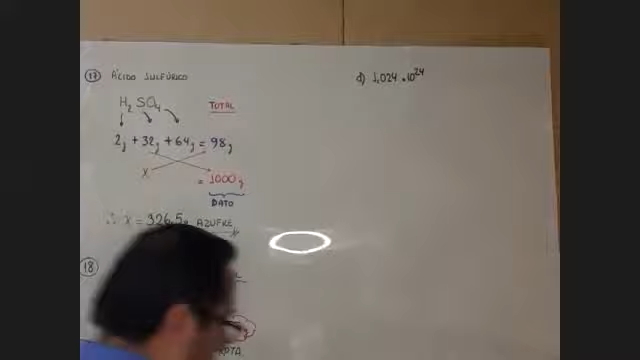 17 ÁCIDO SULFÚRICO
H2 SO4 TOTAL
2g + 32g + 64g = 98g
X = 1000g
DATO
∴ X = 326,5g AZUFRE
18
d) 1,024 • 10^24